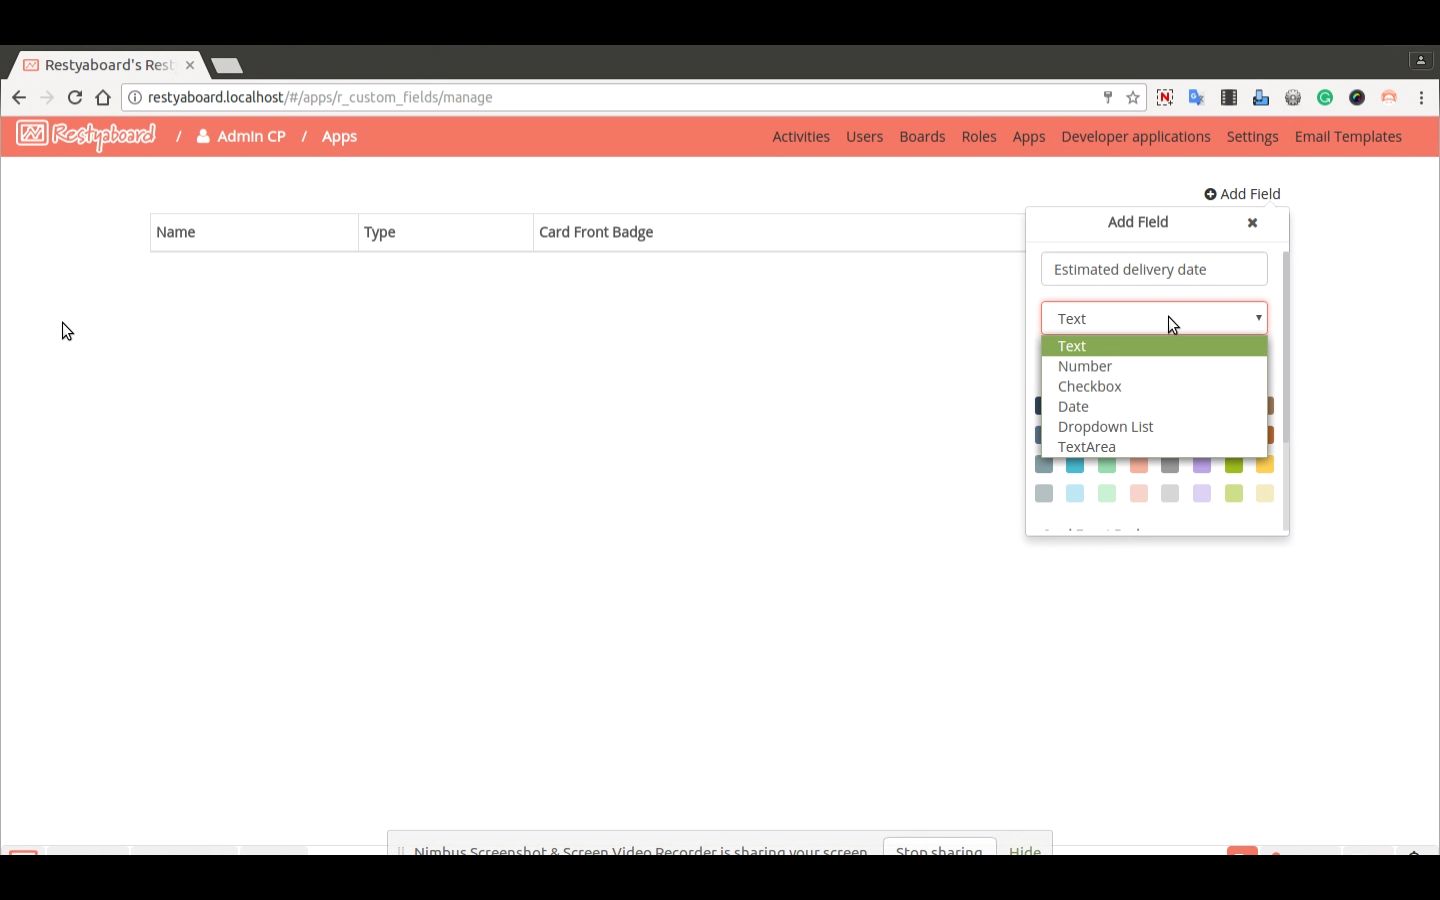 Restyaboard's Rest
restyaboard.localhost/#/apps/r_custom_fields/manage
Restyaboard / Admin CP / Apps
Activities Users Boards Roles Apps Developer applications Settings Email Templates
Add Field
Name Type Card Front Badge
Add Field
Estimated delivery date
Text
Text
Number
Checkbox
Date
Dropdown List
TextArea
Nimbus Screenshot & Screen Video Recorder is sharing your screen. Stop sharing Hide